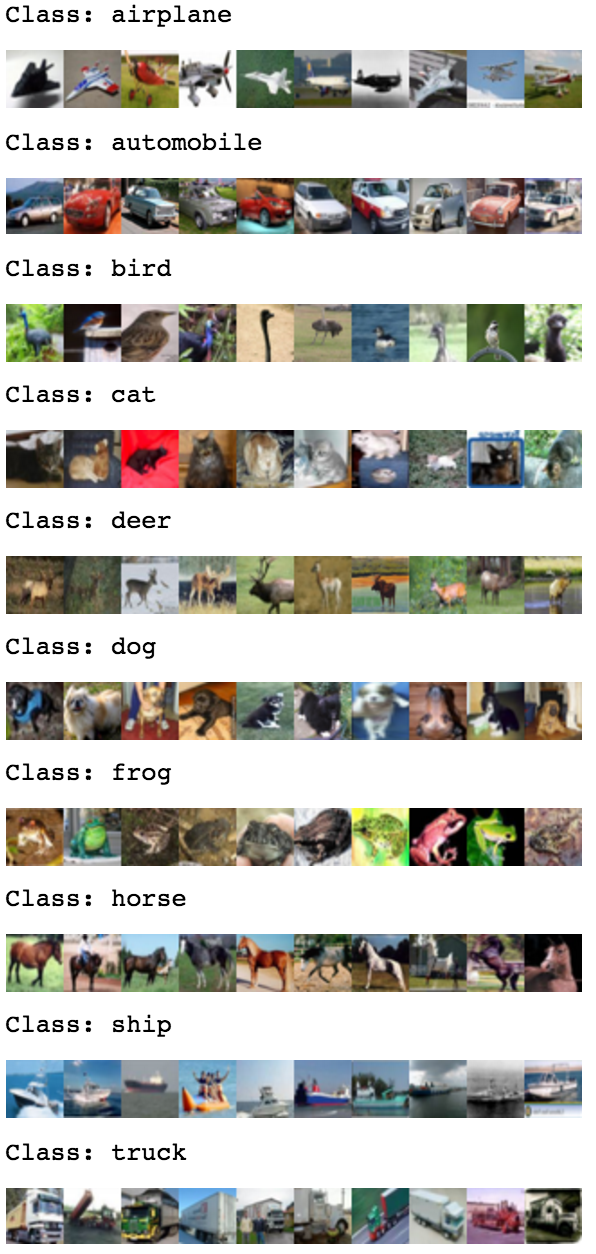 Class: airplane
Class: automobile
Class: bird
Class: cat
Class: deer
Class: dog
Class: frog
Class: horse
Class: ship
Class: truck